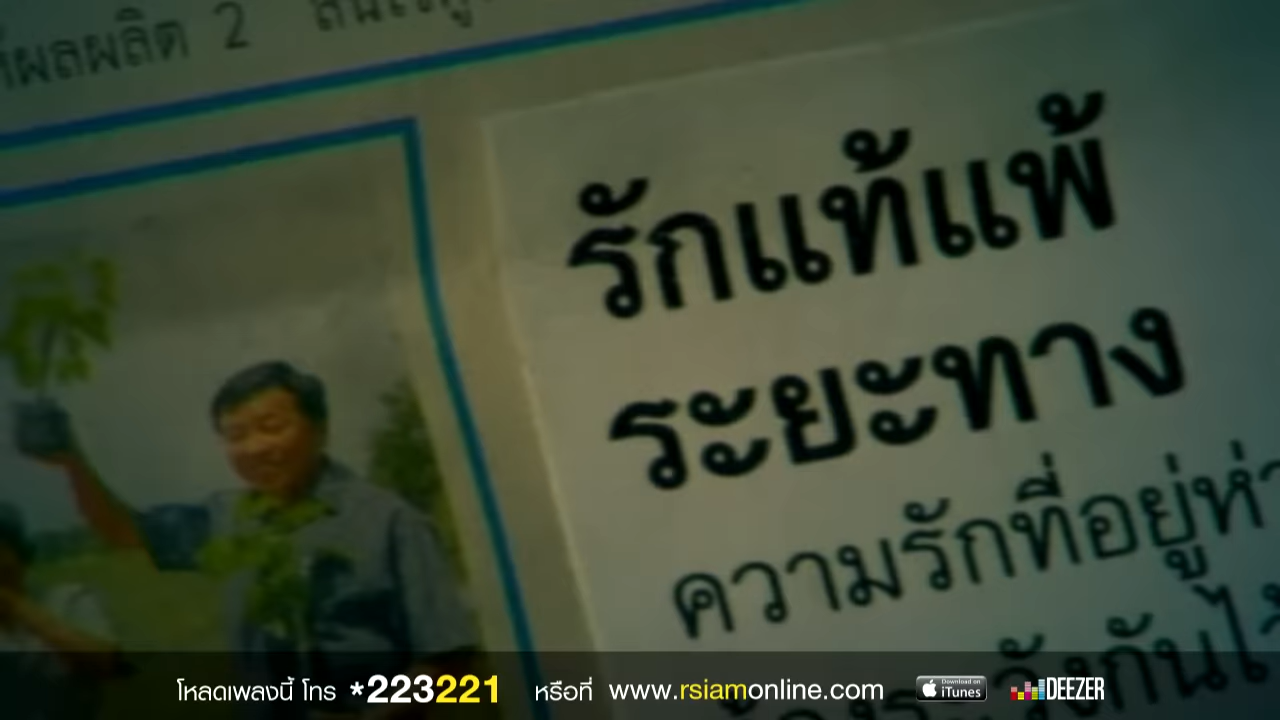 ผลผลิต 2
รักแท้แพ้
ระยะทาง
ความรักที่อยู่
โหลดเพลงนี้ โทร *223221 หรือที่ www.rsiamonline.com Download on iTunes DEEZER